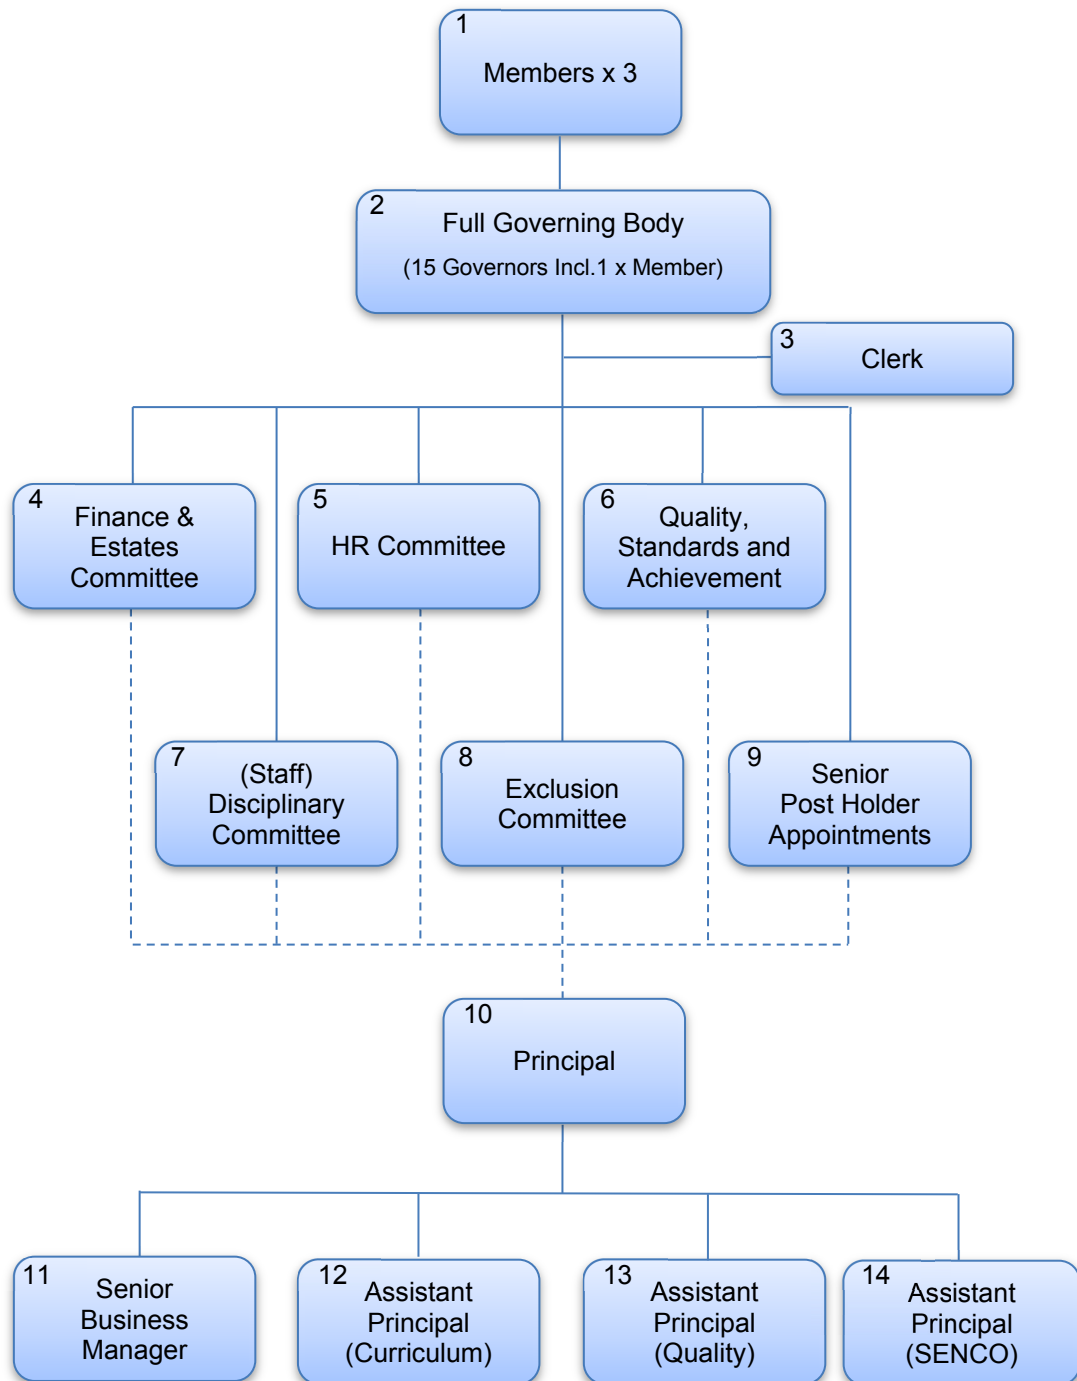 1
Members x 3
2
Full Governing Body
(15 Governors Incl.1 x Member)
3
Clerk
4
Finance &
Estates
Committee
5
HR Committee
6
Quality,
Standards and
Achievement
7
(Staff)
Disciplinary
Committee
8
Exclusion
Committee
9
Senior
Post Holder
Appointments
10
Principal
11
Senior
Business
Manager
12
Assistant
Principal
(Curriculum)
13
Assistant
Principal
(Quality)
14
Assistant
Principal
(SENCO)